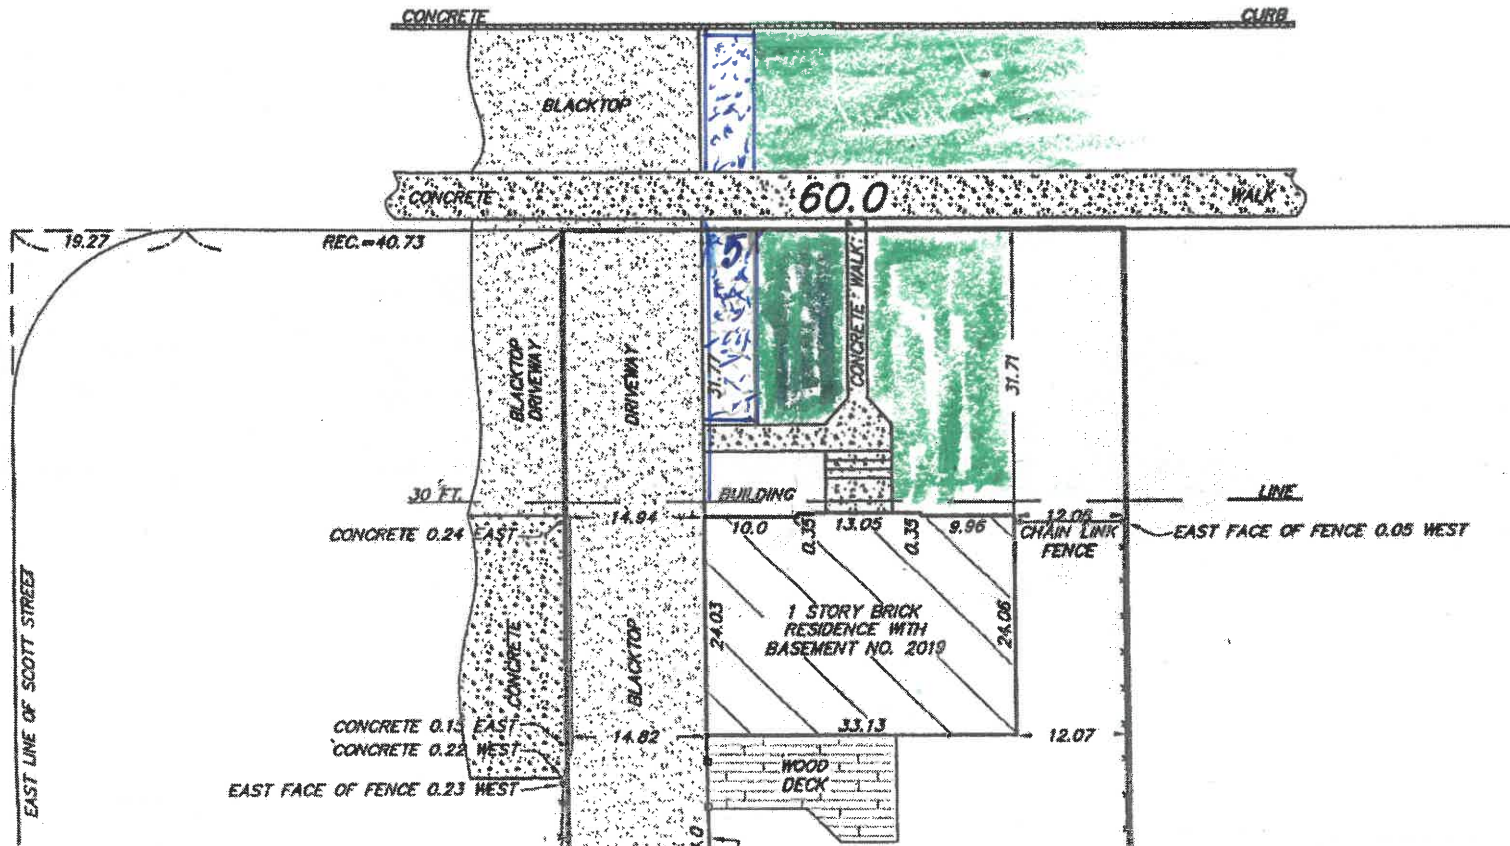 CONCRETE
CURB
BLACKTOP
CONCRETE
60.0
WALK
19.27
REC.=40.73
5
BLACKTOP
DRIVEWAY
DRIVEWAY
31.77
CONCRETE WALK
31.71
30 FT.
BUILDING
LINE
14.94
10.0
0.35
13.05
0.35
9.96
12.06
CONCRETE 0.24 EAST
CHAIN LINK
FENCE
EAST FACE OF FENCE 0.05 WEST
EAST LINE OF SCOTT STREET
CONCRETE
BLACKTOP
24.03
1 STORY BRICK
RESIDENCE WITH
BASEMENT NO. 2019
24.06
CONCRETE 0.15 EAST
CONCRETE 0.22 WEST
14.82
33.13
12.07
EAST FACE OF FENCE 0.23 WEST
WOOD
DECK